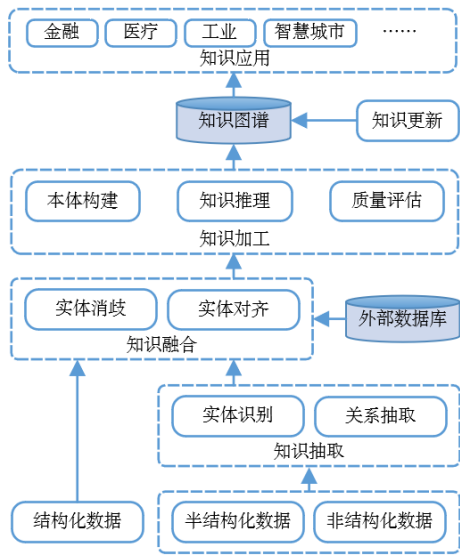 金融 医疗 工业 智慧城市 ……
知识应用
知识图谱 知识更新
本体构建 知识推理 质量评估
知识加工
实体消歧 实体对齐 外部数据库
知识融合
实体识别 关系抽取
知识抽取
结构化数据 半结构化数据 非结构化数据